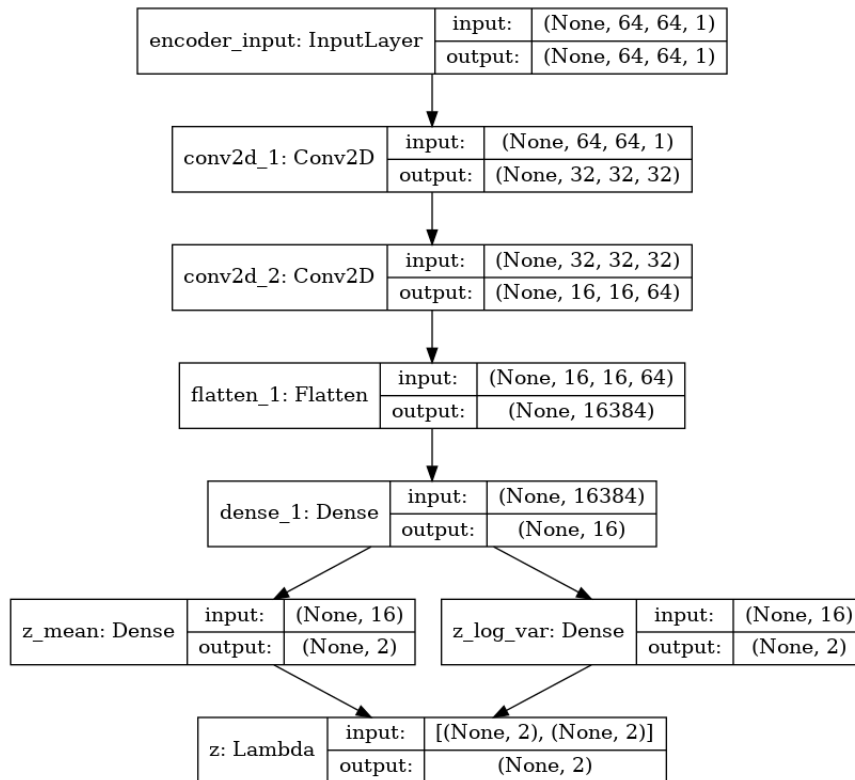 encoder_input: InputLayer
input: (None, 64, 64, 1)
output: (None, 64, 64, 1)
conv2d_1: Conv2D
input: (None, 64, 64, 1)
output: (None, 32, 32, 32)
conv2d_2: Conv2D
input: (None, 32, 32, 32)
output: (None, 16, 16, 64)
flatten_1: Flatten
input: (None, 16, 16, 64)
output: (None, 16384)
dense_1: Dense
input: (None, 16384)
output: (None, 16)
z_mean: Dense
input: (None, 16)
output: (None, 2)
z_log_var: Dense
input: (None, 16)
output: (None, 2)
z: Lambda
input: [(None, 2), (None, 2)]
output: (None, 2)